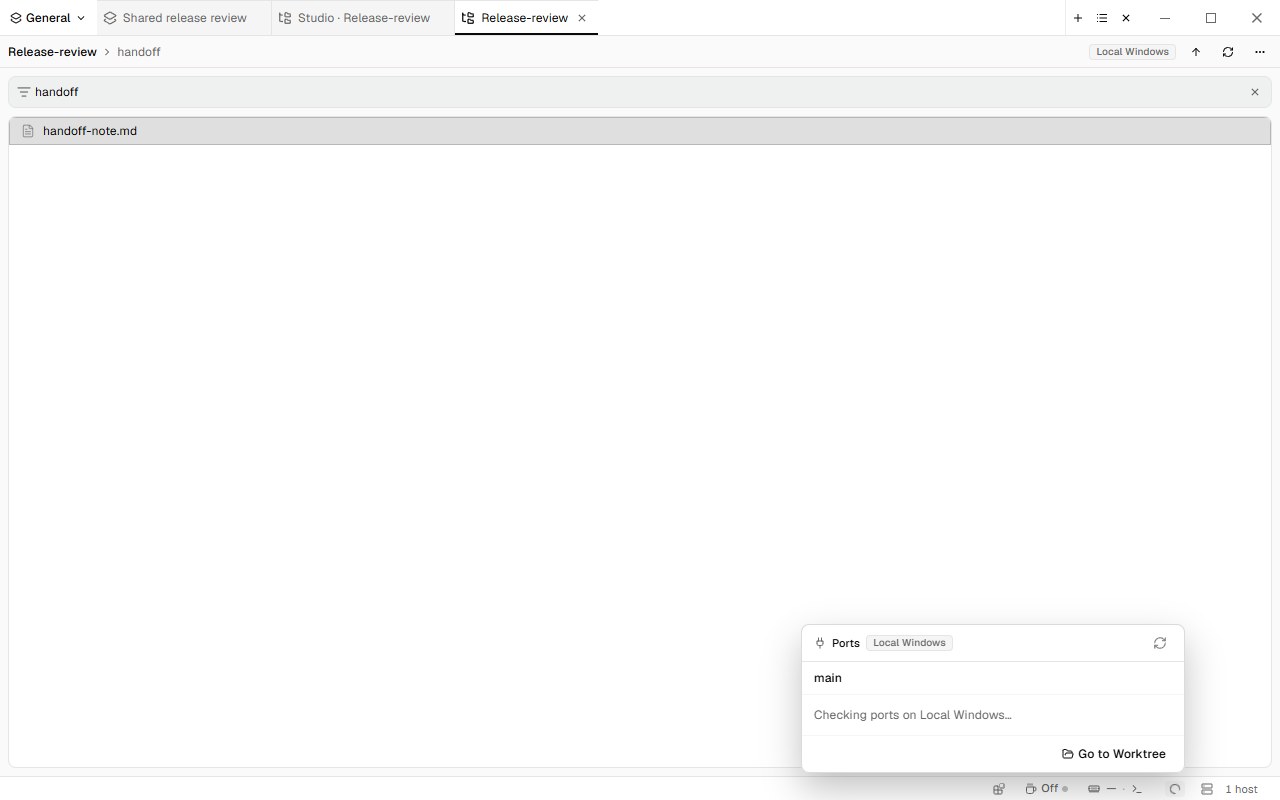 General
Shared release review
Studio · Release-review
Release-review
Release-review > handoff
Local Windows
handoff
handoff-note.md
Ports
Local Windows
main
Checking ports on Local Windows...
Go to Worktree
Off
— ·
1 host